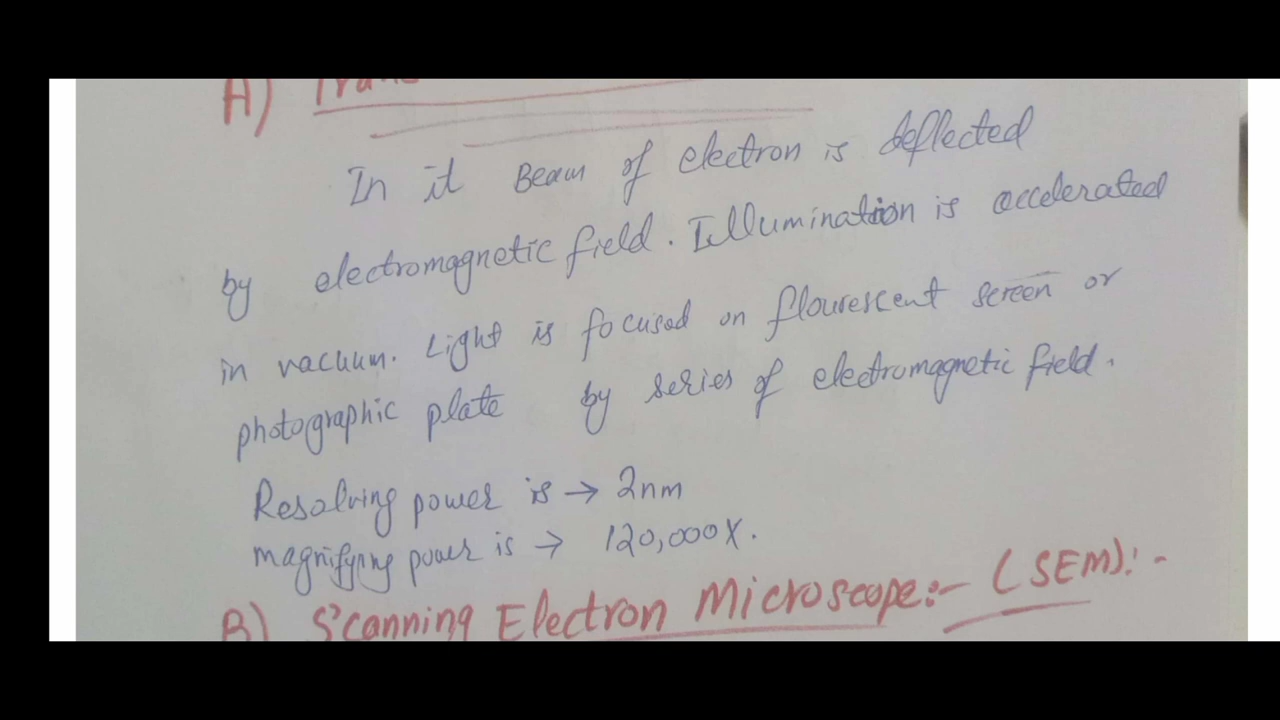 A) Trans
In it Beam of electron is deflected
by electromagnetic field. Illumination is accelerated
in vacuum. Light is focused on flourescent screen or
photographic plate by series of electromagnetic field.
Resolving power is → 2nm
magnifying power is → 120,000X.
B) Scanning Electron Microscope:- (SEM):-